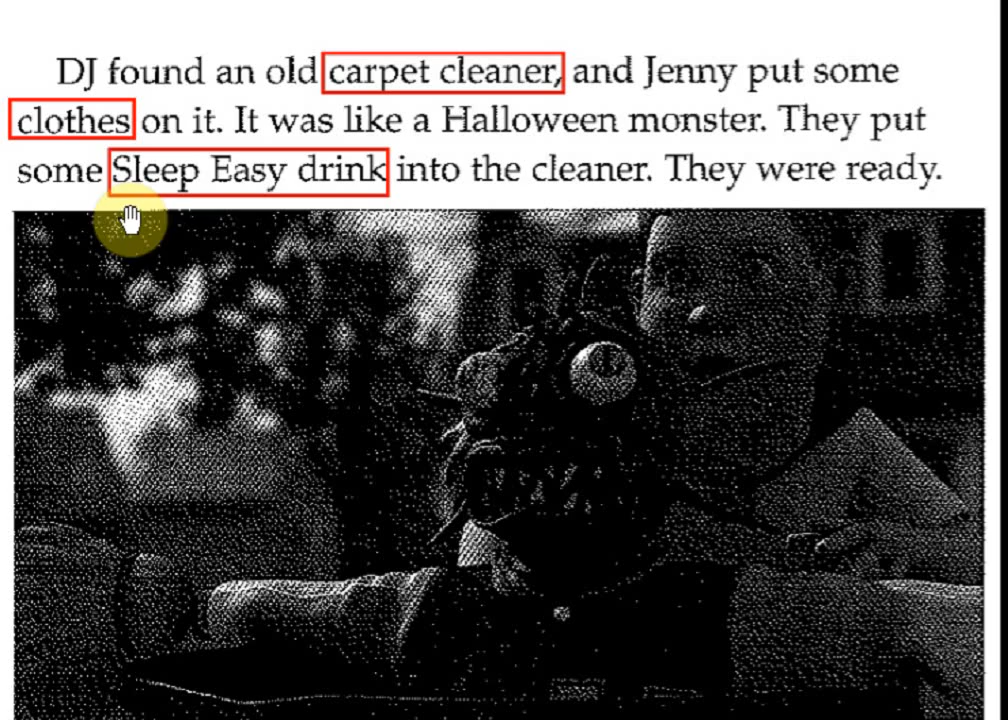 DJ found an old carpet cleaner, and Jenny put some
clothes on it. It was like a Halloween monster. They put
some Sleep Easy drink into the cleaner. They were ready.